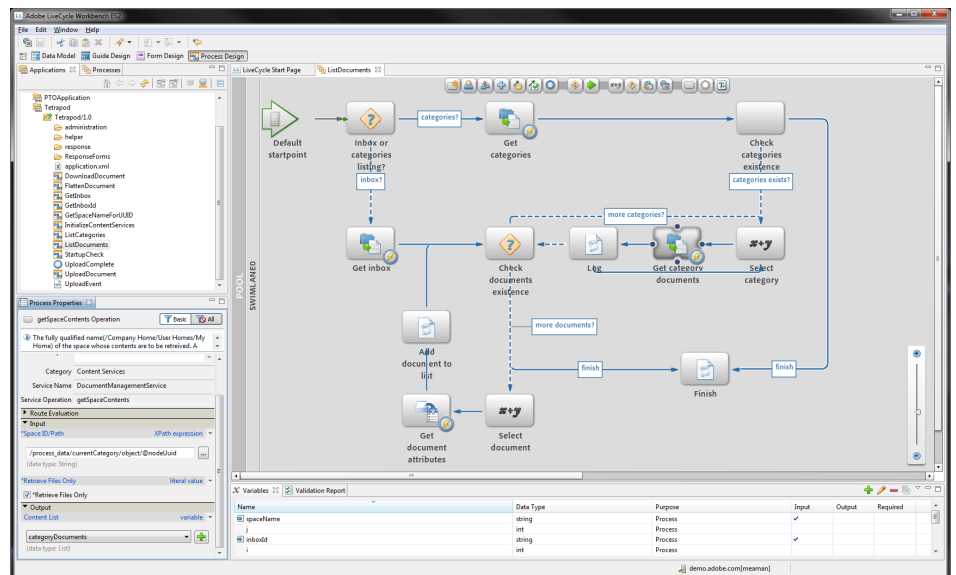 Adobe LiveCycle Workbench ES2
File Edit Window Help
Data Model Guide Design Form Design Process Design
Applications Processes
PTOApplication
Tetrapod
Tetrapod/1.0
administration
helper
response
ResponseForms
application.xml
DownloadDocument
FlattenDocument
GetInbox
GetInboxId
GetSpaceNameForUUID
InitializeContentServices
ListCategories
ListDocuments
StartupCheck
UploadComplete
UploadDocument
UploadEvent
Process Properties
getSpaceContents Operation Basic All
The fully qualified name(/Company Home/User Homes/My
Home) of the space whose contents are to be retreived. A
*
Category Content Services
Service Name DocumentManagementService
Service Operation getSpaceContents
Route Evaluation
Input
*Space ID/Path XPath expression
/process_data/currentCategory/object/@nodeUuid ...
(data type: String)
*Retrieve Files Only literal value
*Retrieve Files Only
Output
Content List variable
categoryDocuments
(data type: List)
LiveCycle Start Page ListDocuments
x+y
POOL
SWIMLANE0
Default
startpoint
Inbox or
categories
listing?
categories?
Get
categories
Check
categories
existence
inbox?
categories exists?
more categories?
Get inbox
Check
documents
existence
Log
Get category
documents
x+y
Select
category
more documents?
Add
document to
list
finish
finish
Finish
Get
document
attributes
x+y
Select
document
Variables Validation Report
Name Data Type Purpose Input Output Required
spaceName string Process
j int Process
inboxId string Process
i int Process
demo.adobe.com[meaman]